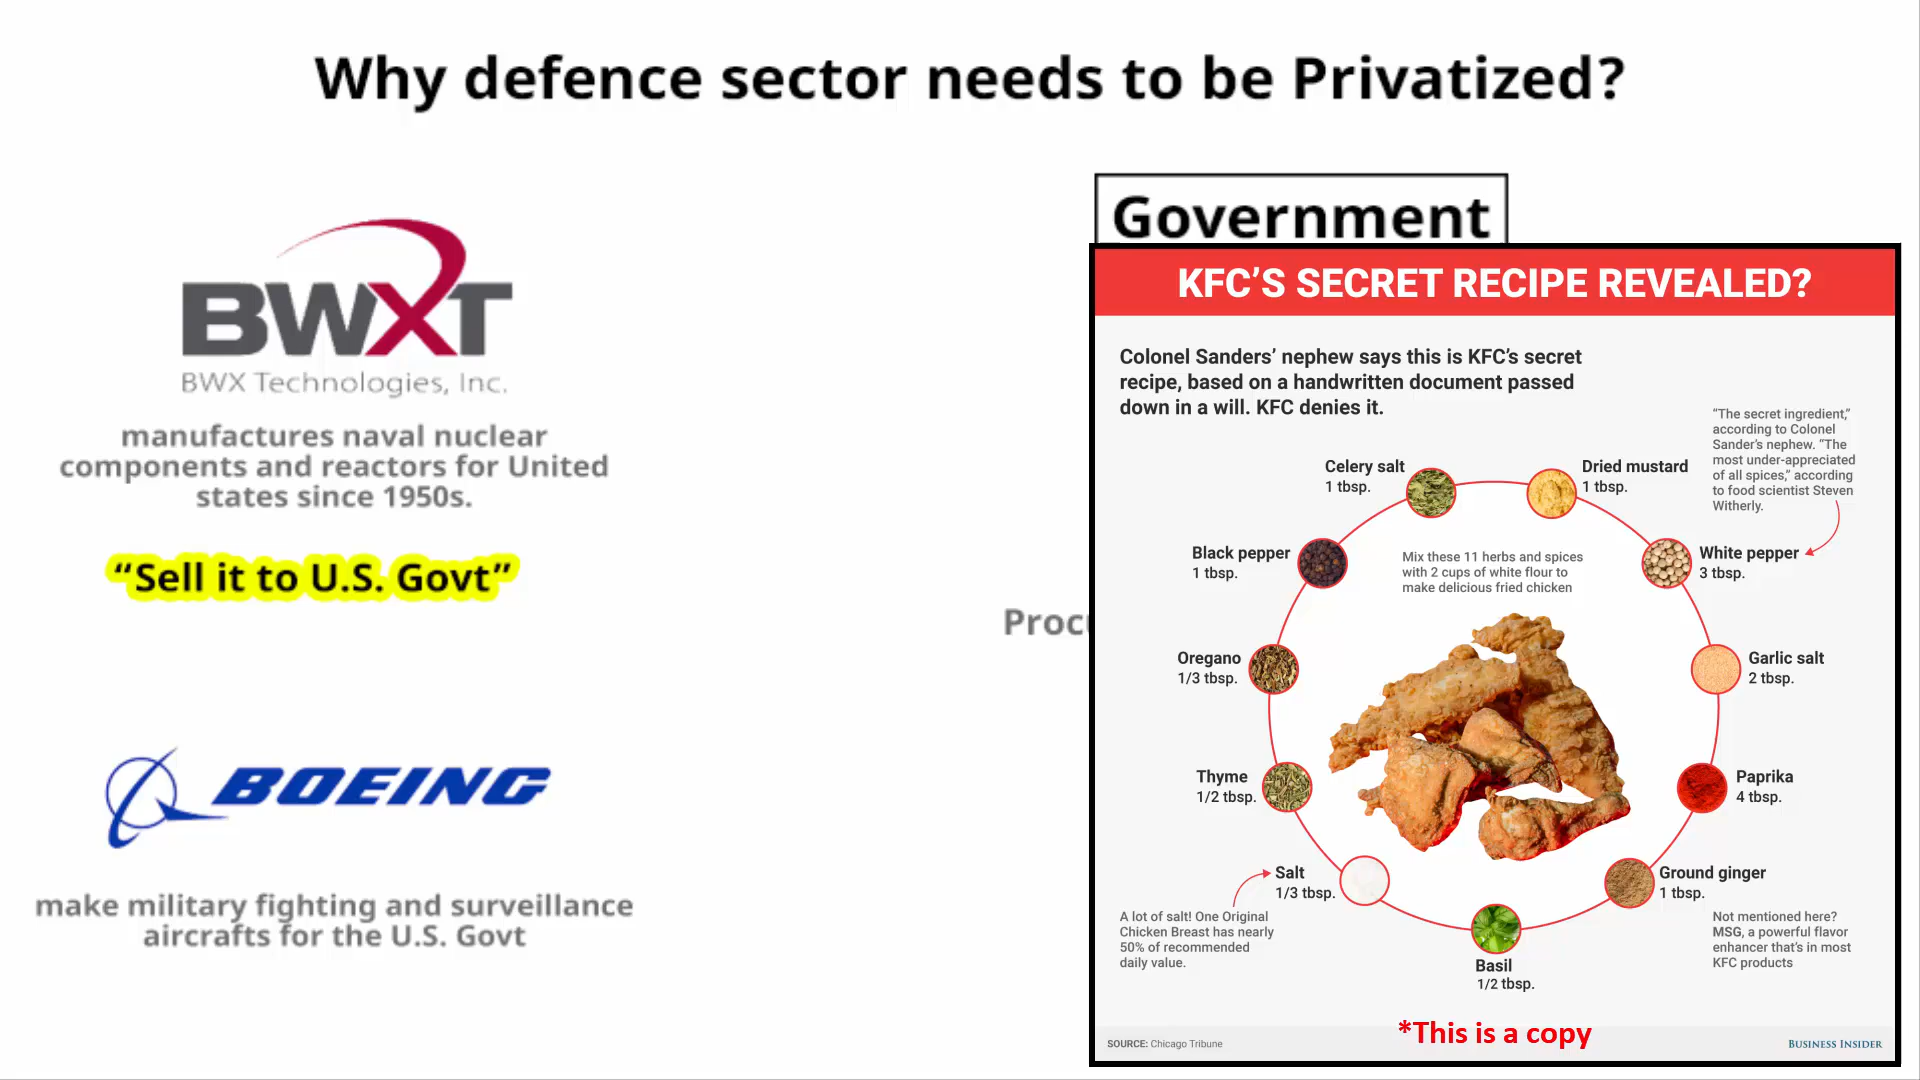 Why defence sector needs to be Privatized?
BWXT
BWX Technologies, Inc.
manufactures naval nuclear
components and reactors for United
states since 1950s.
“Sell it to U.S. Govt”
BOEING
make military fighting and surveillance
aircrafts for the U.S. Govt
Government
KFC’S SECRET RECIPE REVEALED?
Colonel Sanders’ nephew says this is KFC’s secret
recipe, based on a handwritten document passed
down in a will. KFC denies it.
“The secret ingredient,”
according to Colonel
Sander’s nephew. “The
most under-appreciated
of all spices,” according
to food scientist Steven
Witherly.
Celery salt
1 tbsp.
Dried mustard
1 tbsp.
Black pepper
1 tbsp.
Mix these 11 herbs and spices
with 2 cups of white flour to
make delicious fried chicken
White pepper
3 tbsp.
Oregano
1/3 tbsp.
Garlic salt
2 tbsp.
Thyme
1/2 tbsp.
Paprika
4 tbsp.
Salt
1/3 tbsp.
Ground ginger
1 tbsp.
A lot of salt! One Original
Chicken Breast has nearly
50% of recommended
daily value.
Basil
1/2 tbsp.
Not mentioned here?
MSG, a powerful flavor
enhancer that’s in most
KFC products
*This is a copy
SOURCE: Chicago Tribune
BUSINESS INSIDER